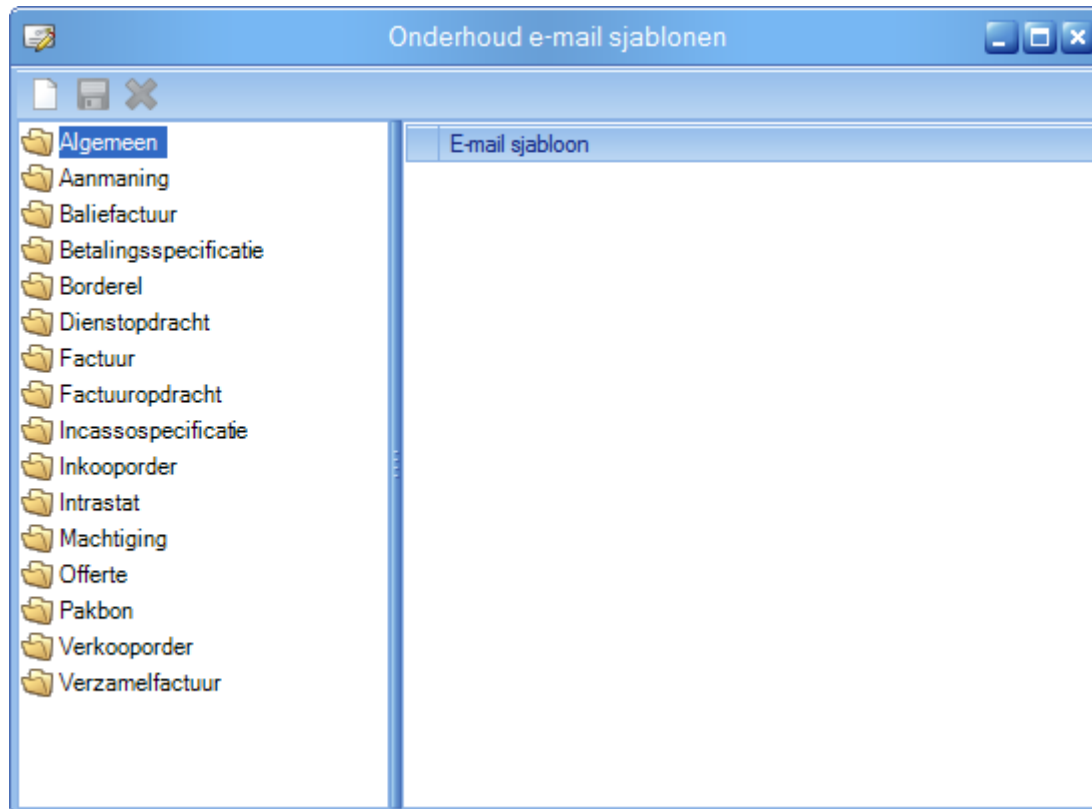 Onderhoud e-mail sjablonen
Algemeen
E-mail sjabloon
Aanmaning
Baliefactuur
Betalingsspecificatie
Borderel
Dienstopdracht
Factuur
Factuuropdracht
Incassospecificatie
Inkooporder
Intrastat
Machtiging
Offerte
Pakbon
Verkooporder
Verzamelfactuur